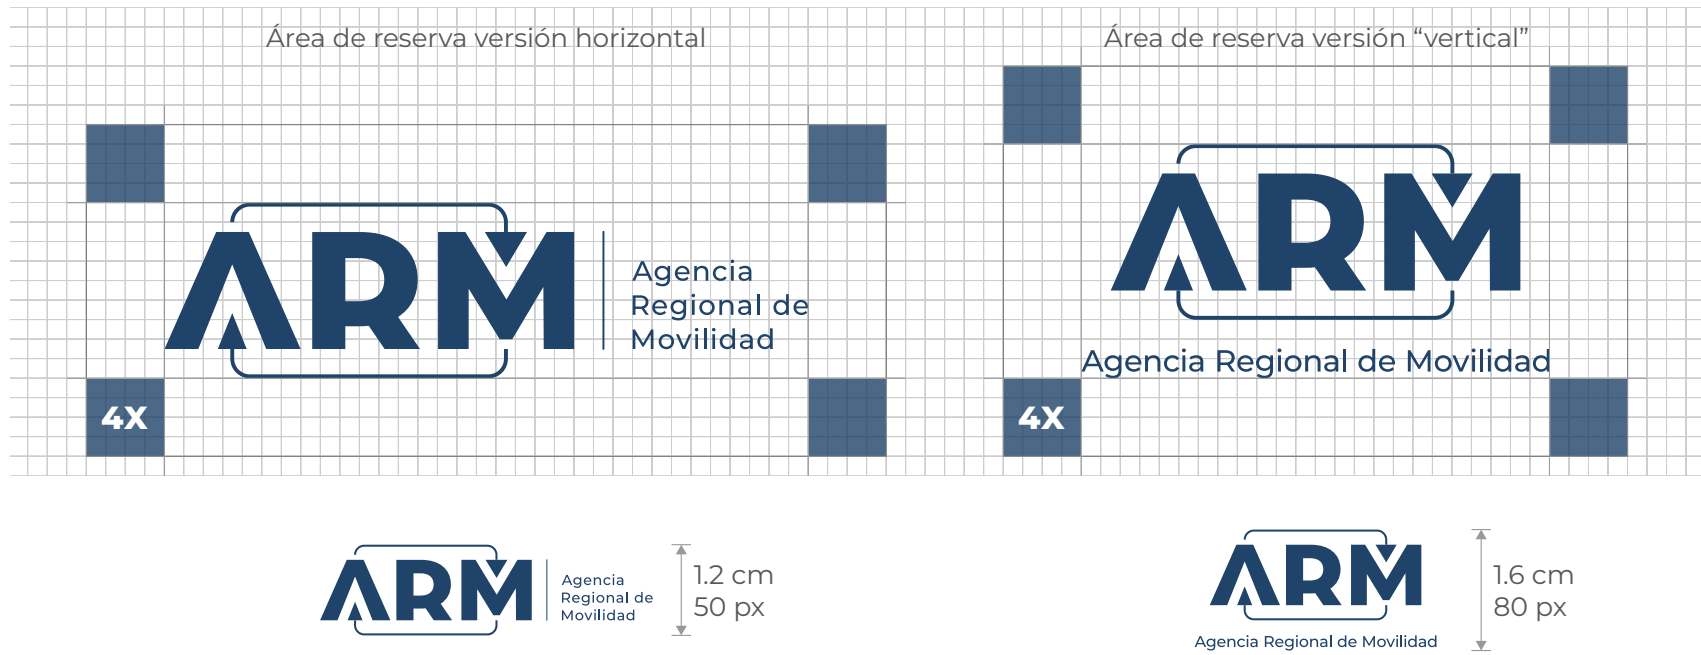 Área de reserva versión horizontal
ARM
Agencia
Regional de
Movilidad
4X
Área de reserva versión “vertical”
ARM
Agencia Regional de Movilidad
4X
ARM
Agencia
Regional de
Movilidad
1.2 cm
50 px
ARM
Agencia Regional de Movilidad
1.6 cm
80 px